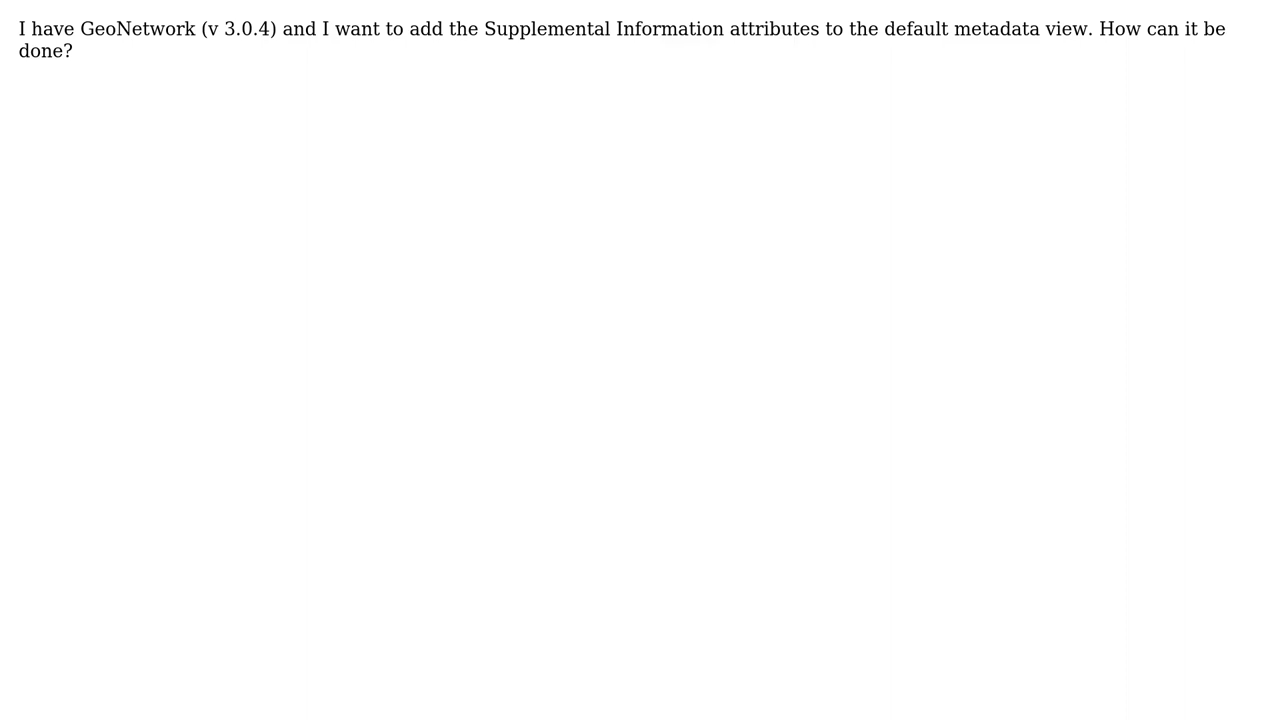 I have GeoNetwork (v 3.0.4) and I want to add the Supplemental Information attributes to the default metadata view. How can it be
done?